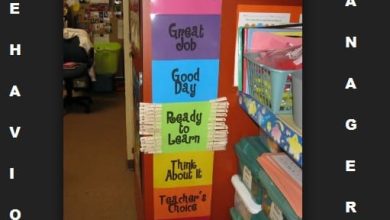 E
H
A
V
I
O
Great
Job
Good
Day
Ready
to
Learn
Think
About It
Teacher's
Choice
A
N
A
G
E
R